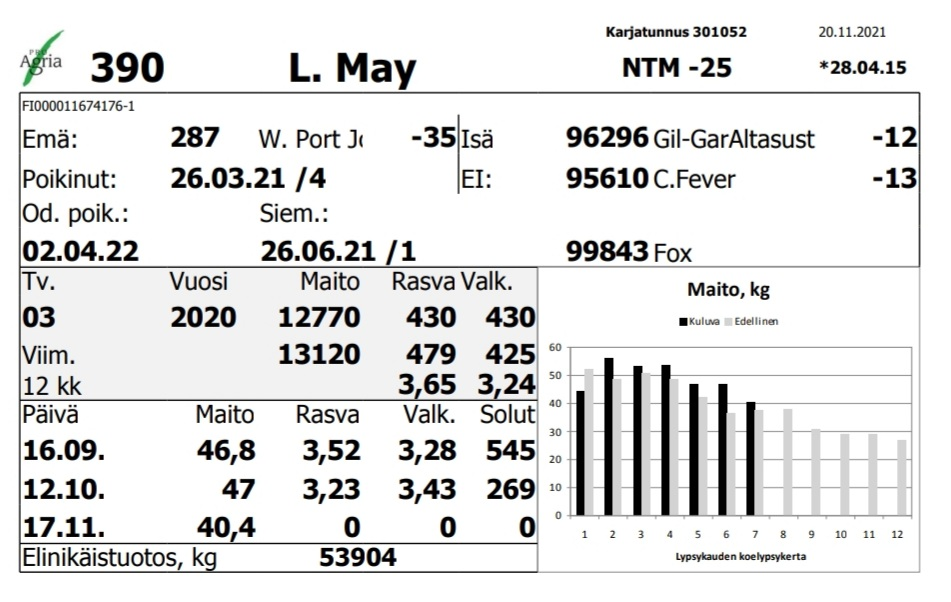 Karjatunnus 301052 20.11.2021
PRO Agria 390 L. May NTM -25 *28.04.15
FI000011674176-1
Emä: 287 W. Port Jo -35 Isä 96296 Gil-GarAltasust -12
Poikinut: 26.03.21 /4 EI: 95610 C.Fever -13
Od. poik.: Siem.:
02.04.22 26.06.21 /1 99843 Fox
Tv. Vuosi Maito Rasva Valk.
03 2020 12770 430 430
Viim. 13120 479 425
12 kk 3,65 3,24
Päivä Maito Rasva Valk. Solut
16.09. 46,8 3,52 3,28 545
12.10. 47 3,23 3,43 269
17.11. 40,4 0 0 0
Elinikäistuotos, kg 53904
Maito, kg
Kuluva Edellinen
60
50
40
30
20
10
0
1 2 3 4 5 6 7 8 9 10 11 12
Lypsykauden koelypsykerta